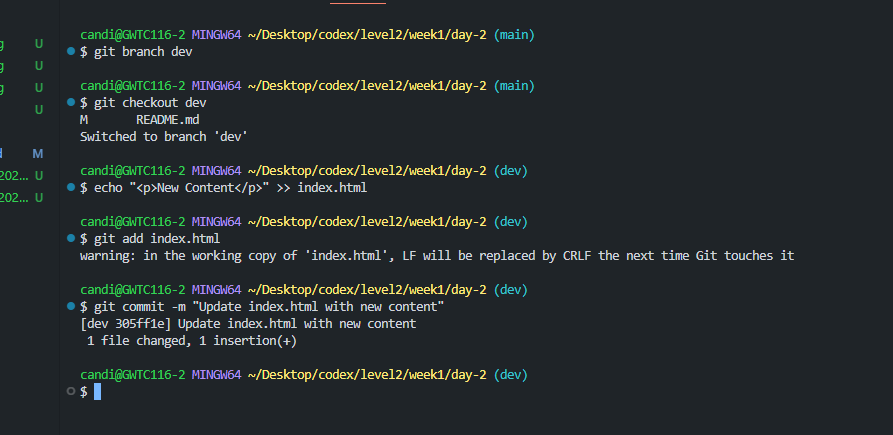 candi@GWTC116-2 MINGW64 ~/Desktop/codex/level2/week1/day-2 (main)
g U
$ git branch dev
g U
g U
candi@GWTC116-2 MINGW64 ~/Desktop/codex/level2/week1/day-2 (main)
$ git checkout dev
U
M       README.md
Switched to branch 'dev'
d M
candi@GWTC116-2 MINGW64 ~/Desktop/codex/level2/week1/day-2 (dev)
202... U
$ echo "<p>New Content</p>" >> index.html
202... U
candi@GWTC116-2 MINGW64 ~/Desktop/codex/level2/week1/day-2 (dev)
$ git add index.html
warning: in the working copy of 'index.html', LF will be replaced by CRLF the next time Git touches it
candi@GWTC116-2 MINGW64 ~/Desktop/codex/level2/week1/day-2 (dev)
$ git commit -m "Update index.html with new content"
[dev 305ff1e] Update index.html with new content
 1 file changed, 1 insertion(+)
candi@GWTC116-2 MINGW64 ~/Desktop/codex/level2/week1/day-2 (dev)
$